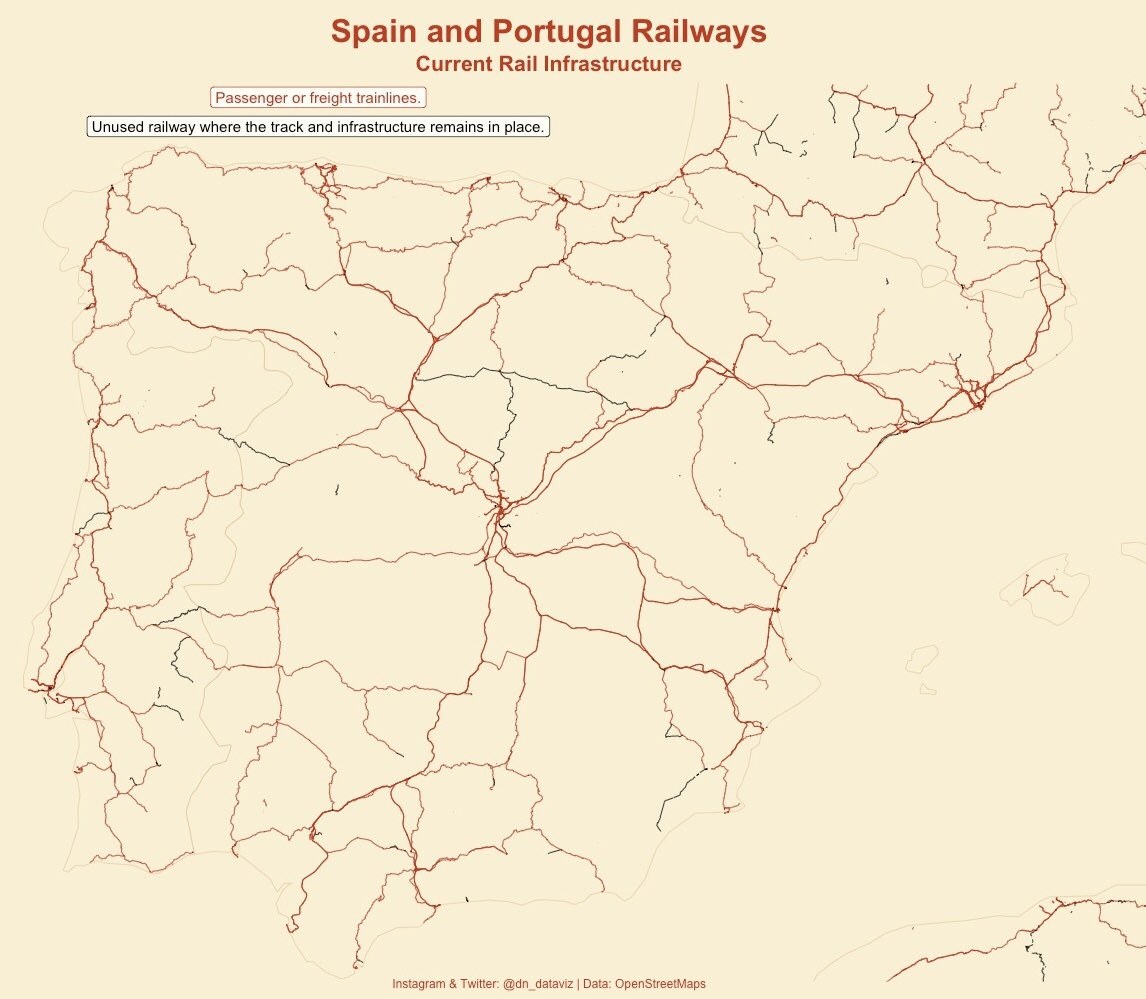 Spain and Portugal Railways
Current Rail Infrastructure
Passenger or freight trainlines.
Unused railway where the track and infrastructure remains in place.
Instagram & Twitter: @dn_dataviz | Data: OpenStreetMaps